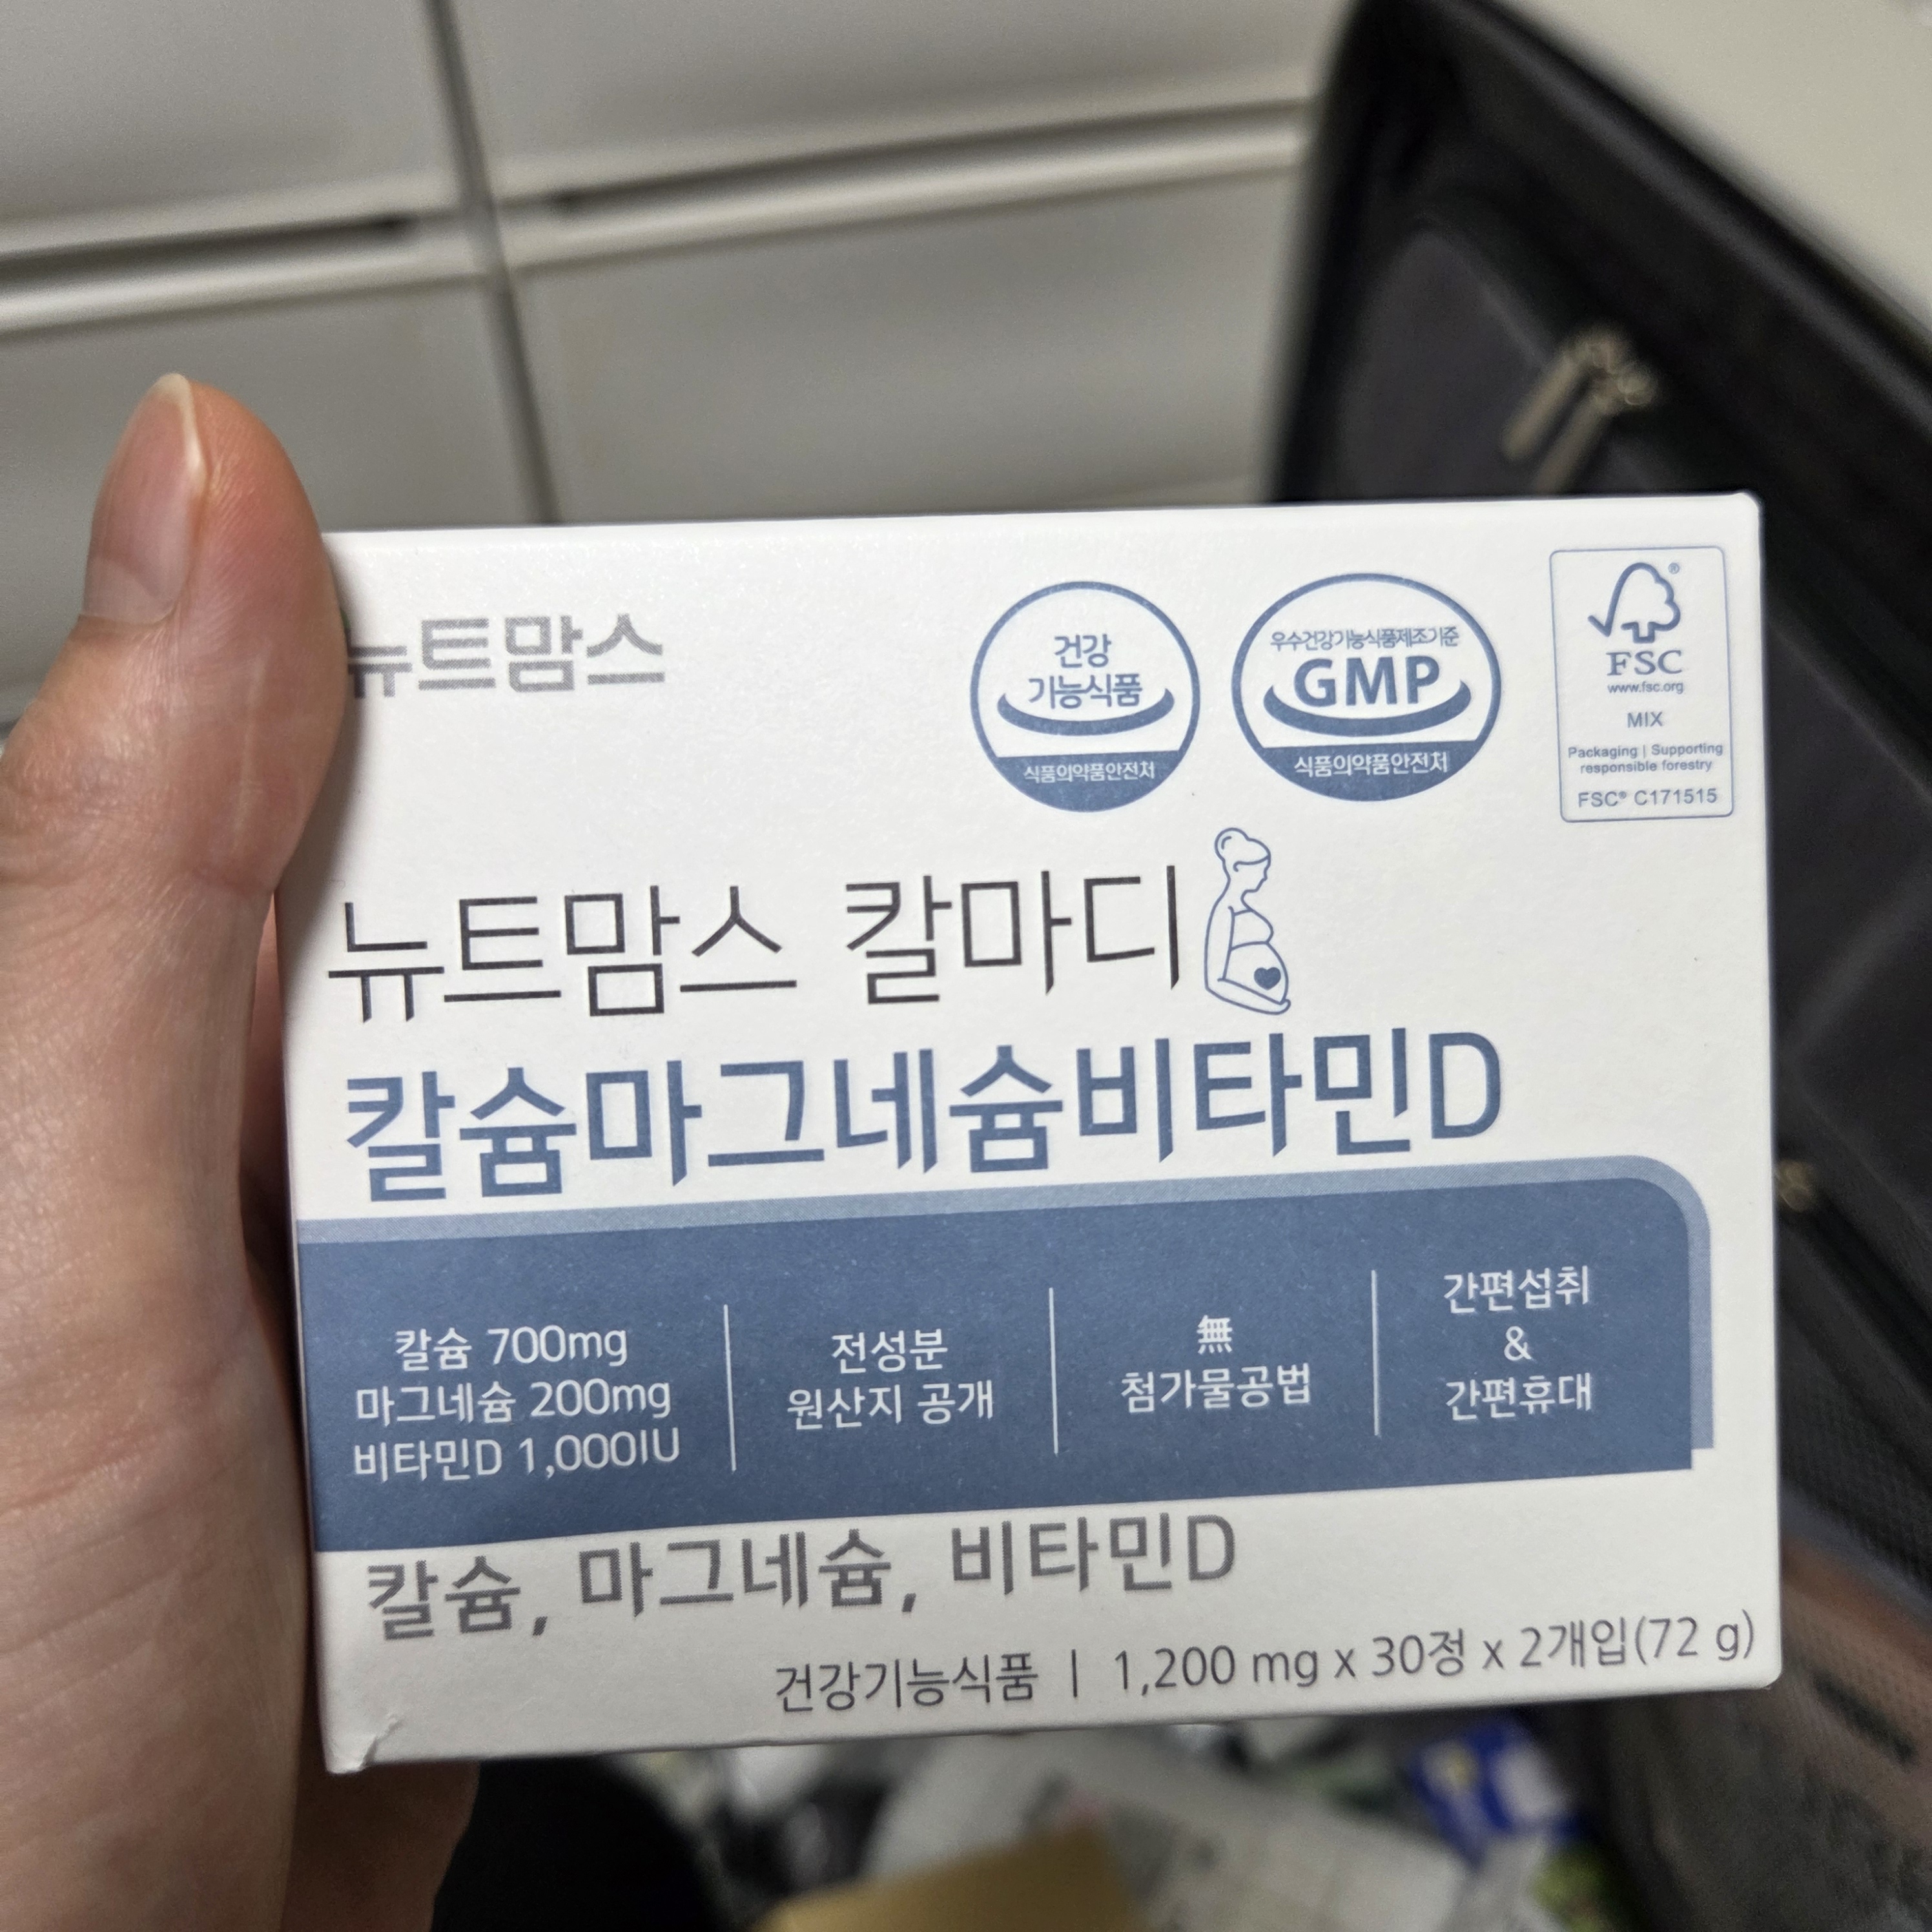 뉴트맘스
건강
기능식품
식품의약품안전처
우수건강기능식품제조기준
GMP
식품의약품안전처
FSC®
www.fsc.org
MIX
Packaging | Supporting
responsible forestry
FSC® C171515
뉴트맘스 칼마디
칼슘마그네슘비타민D
칼슘 700mg
마그네슘 200mg
비타민D 1,000IU
전성분
원산지 공개
無
첨가물공법
간편섭취
&
간편휴대
칼슘, 마그네슘, 비타민D
건강기능식품 | 1,200 mg x 30정 x 2개입(72 g)